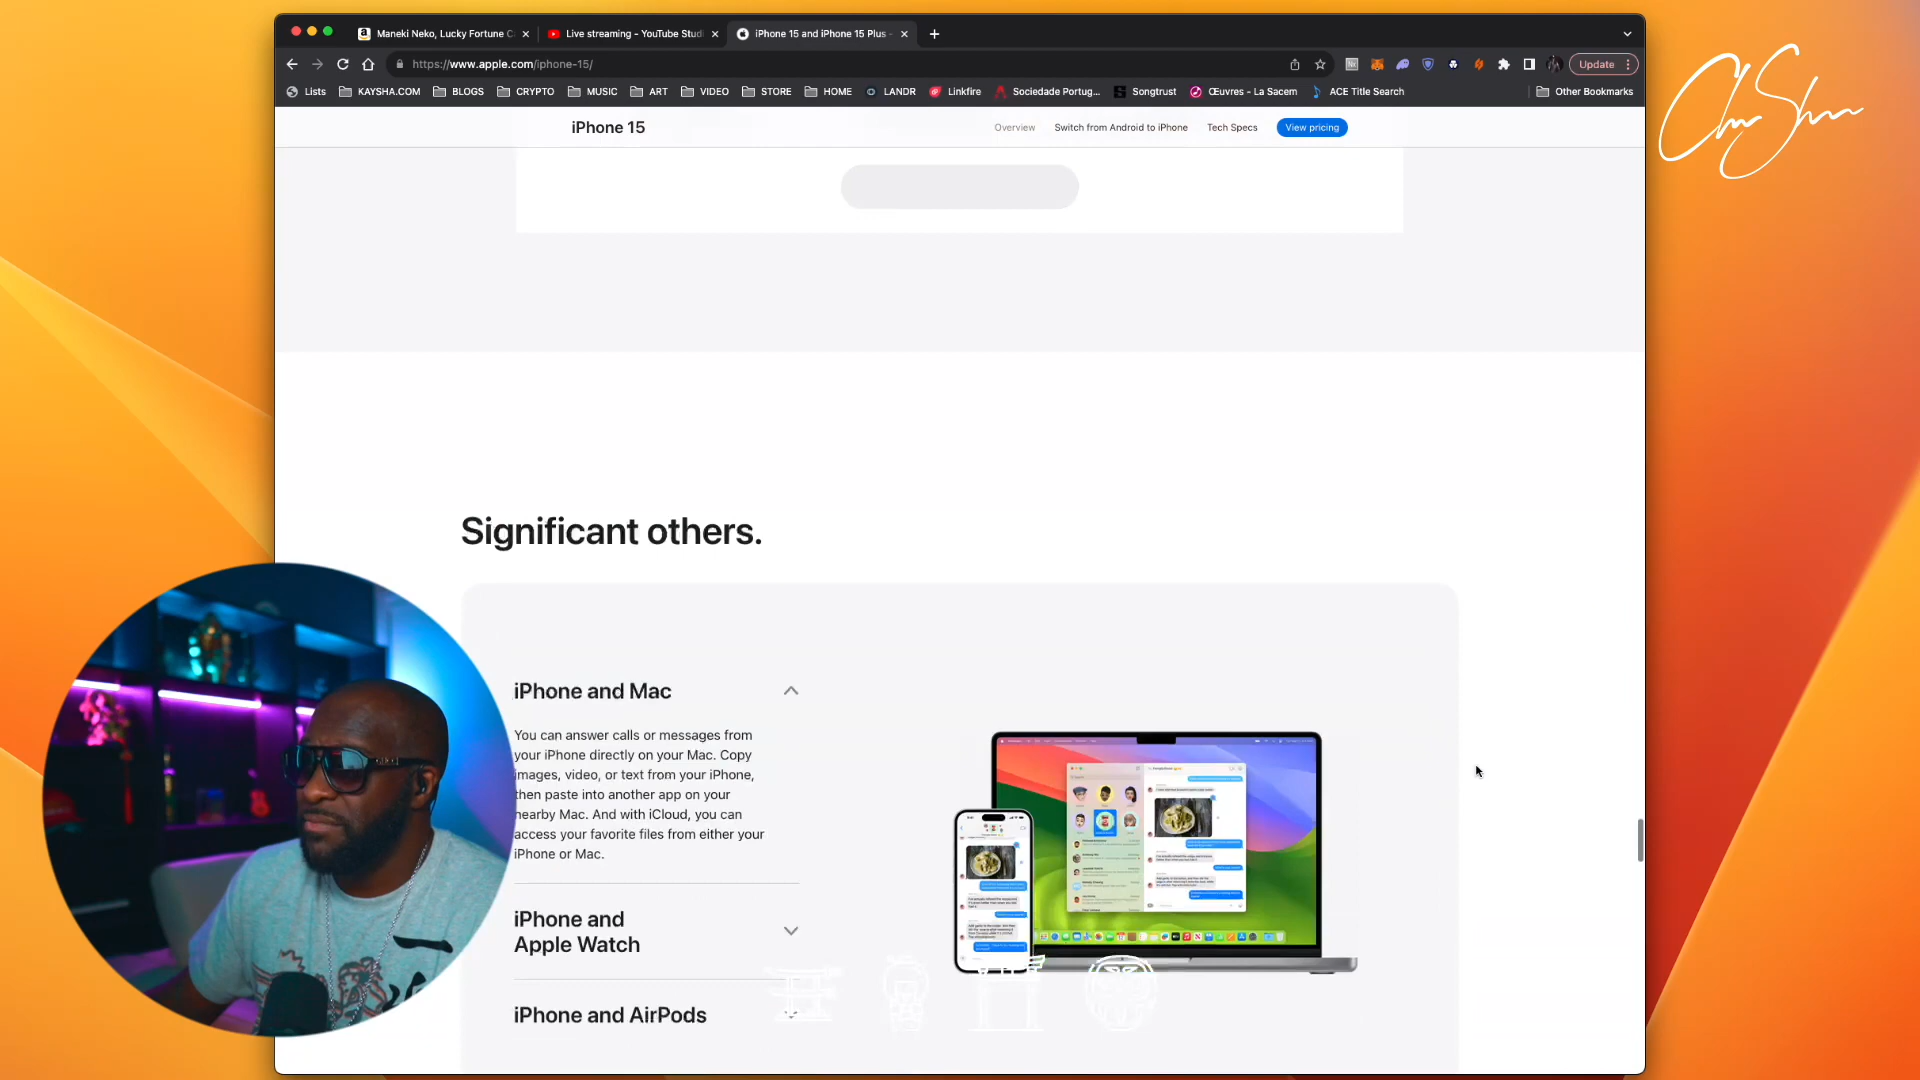 Maneki Neko, Lucky Fortune C
Live streaming - YouTube Studi
iPhone 15 and iPhone 15 Plus -
https://www.apple.com/iphone-15/
Update
Lists
KAYSHA.COM
BLOGS
CRYPTO
MUSIC
ART
VIDEO
STORE
HOME
LANDR
Linkfire
Sociedade Portug...
Songtrust
Œuvres - La Sacem
ACE Title Search
Other Bookmarks
iPhone 15
Overview
Switch from Android to iPhone
Tech Specs
View pricing
Significant others.
iPhone and Mac
You can answer calls or messages from
your iPhone directly on your Mac. Copy
images, video, or text from your iPhone,
then paste into another app on your
nearby Mac. And with iCloud, you can
access your favorite files from either your
iPhone or Mac.
iPhone and
Apple Watch
iPhone and AirPods